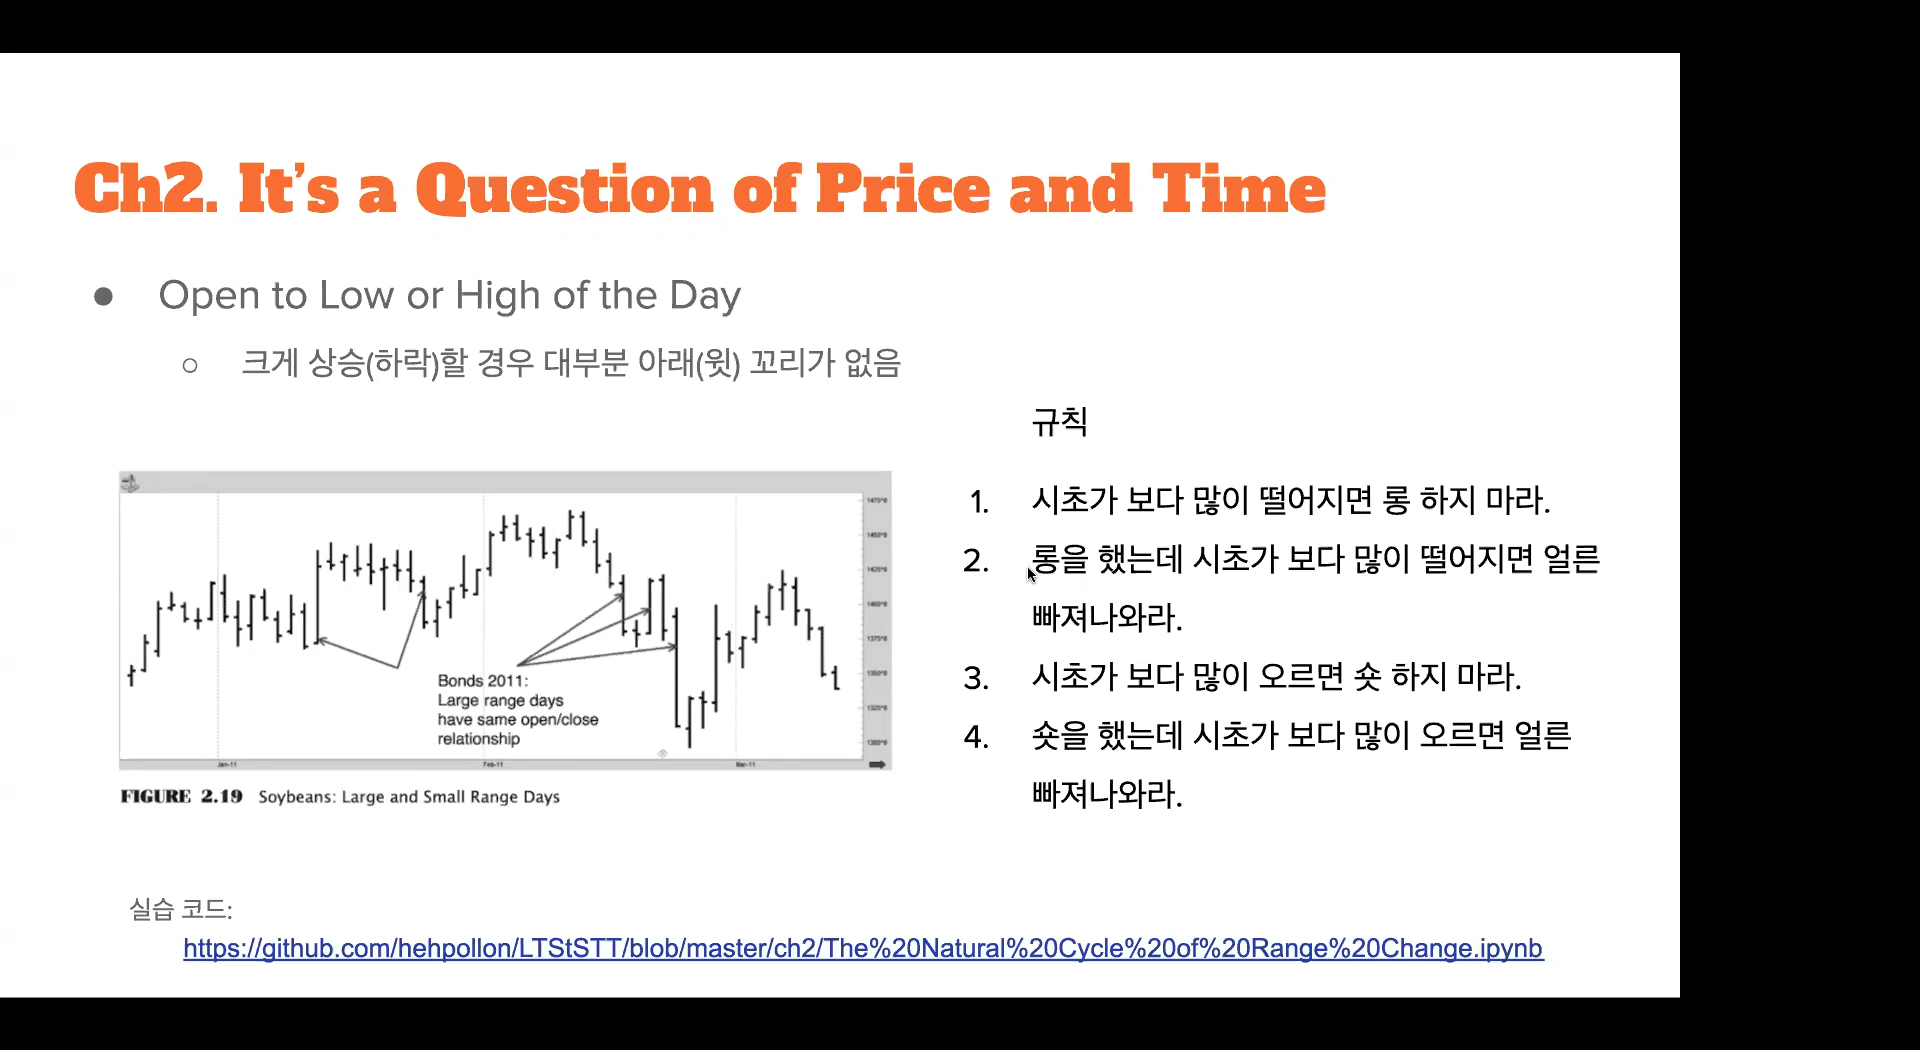 Ch2. It's a Question of Price and Time
● Open to Low or High of the Day
○ 크게 상승(하락)할 경우 대부분 아래(윗) 꼬리가 없음
규칙
1. 시초가 보다 많이 떨어지면 롱 하지 마라.
2. 롱을 했는데 시초가 보다 많이 떨어지면 얼른
빠져나와라.
3. 시초가 보다 많이 오르면 숏 하지 마라.
4. 숏을 했는데 시초가 보다 많이 오르면 얼른
빠져나와라.
Bonds 2011:
Large range days
have same open/close
relationship
Jan-11
Feb-11
Mar-11
FIGURE 2.19 Soybeans: Large and Small Range Days
실습 코드:
https://github.com/hehpollon/LTStSTT/blob/master/ch2/The%20Natural%20Cycle%20of%20Range%20Change.ipynb